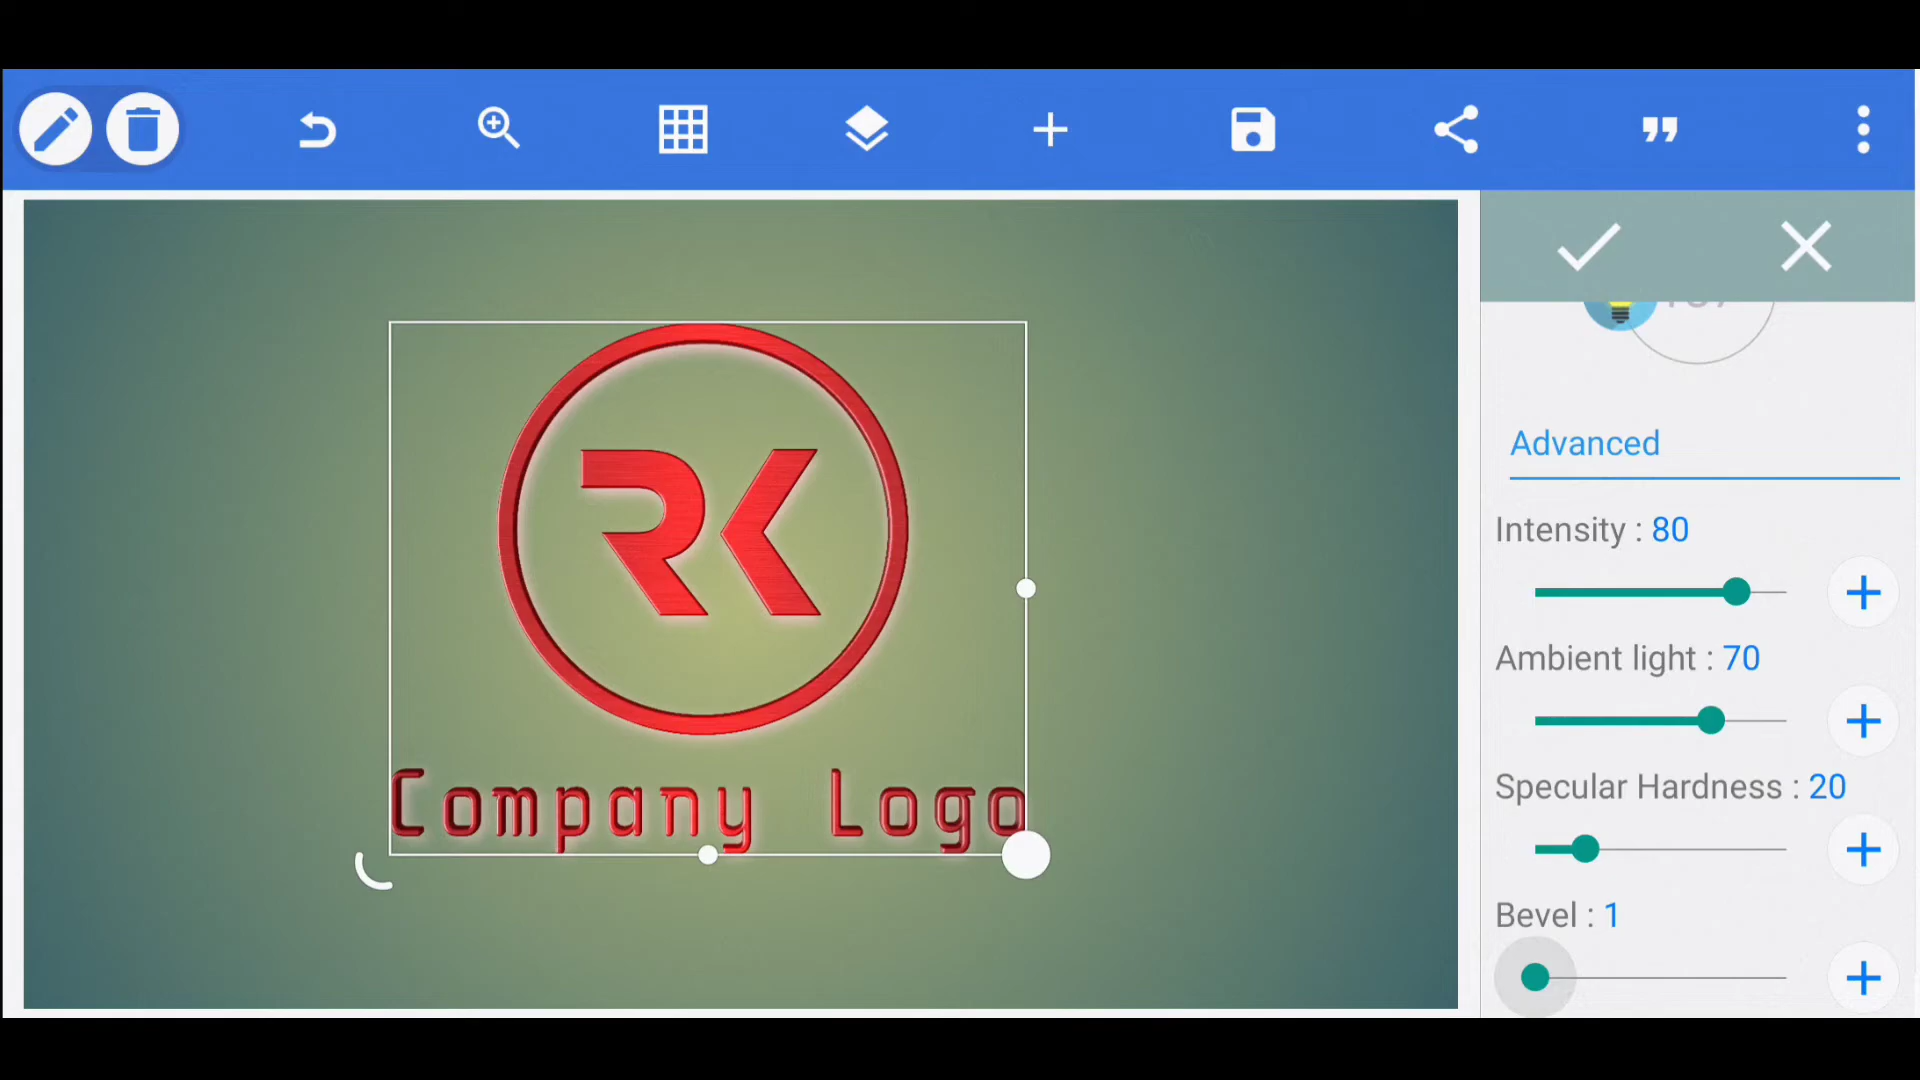 Advanced
Intensity : 80
RK
Ambient light : 70
Specular Hardness : 20
Company Logo
Bevel : 1